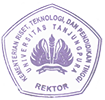 KEMENTERIAN RISET, TEKNOLOGI, DAN PENDIDIKAN TINGGI
UNIVERSITAS TANJUNGPURA
REKTOR